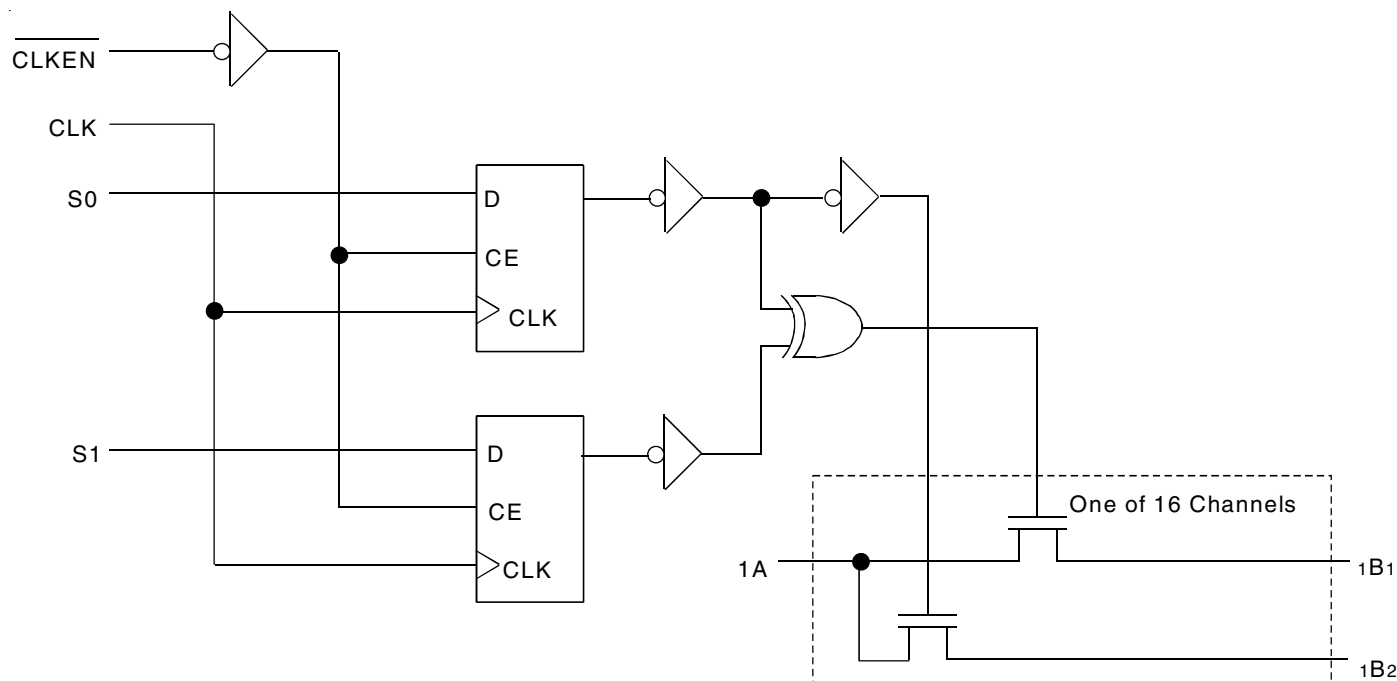 CLKEN
CLK
S0
D
CE
CLK
S1
D
CE
CLK
One of 16 Channels
1A
1B1
1B2